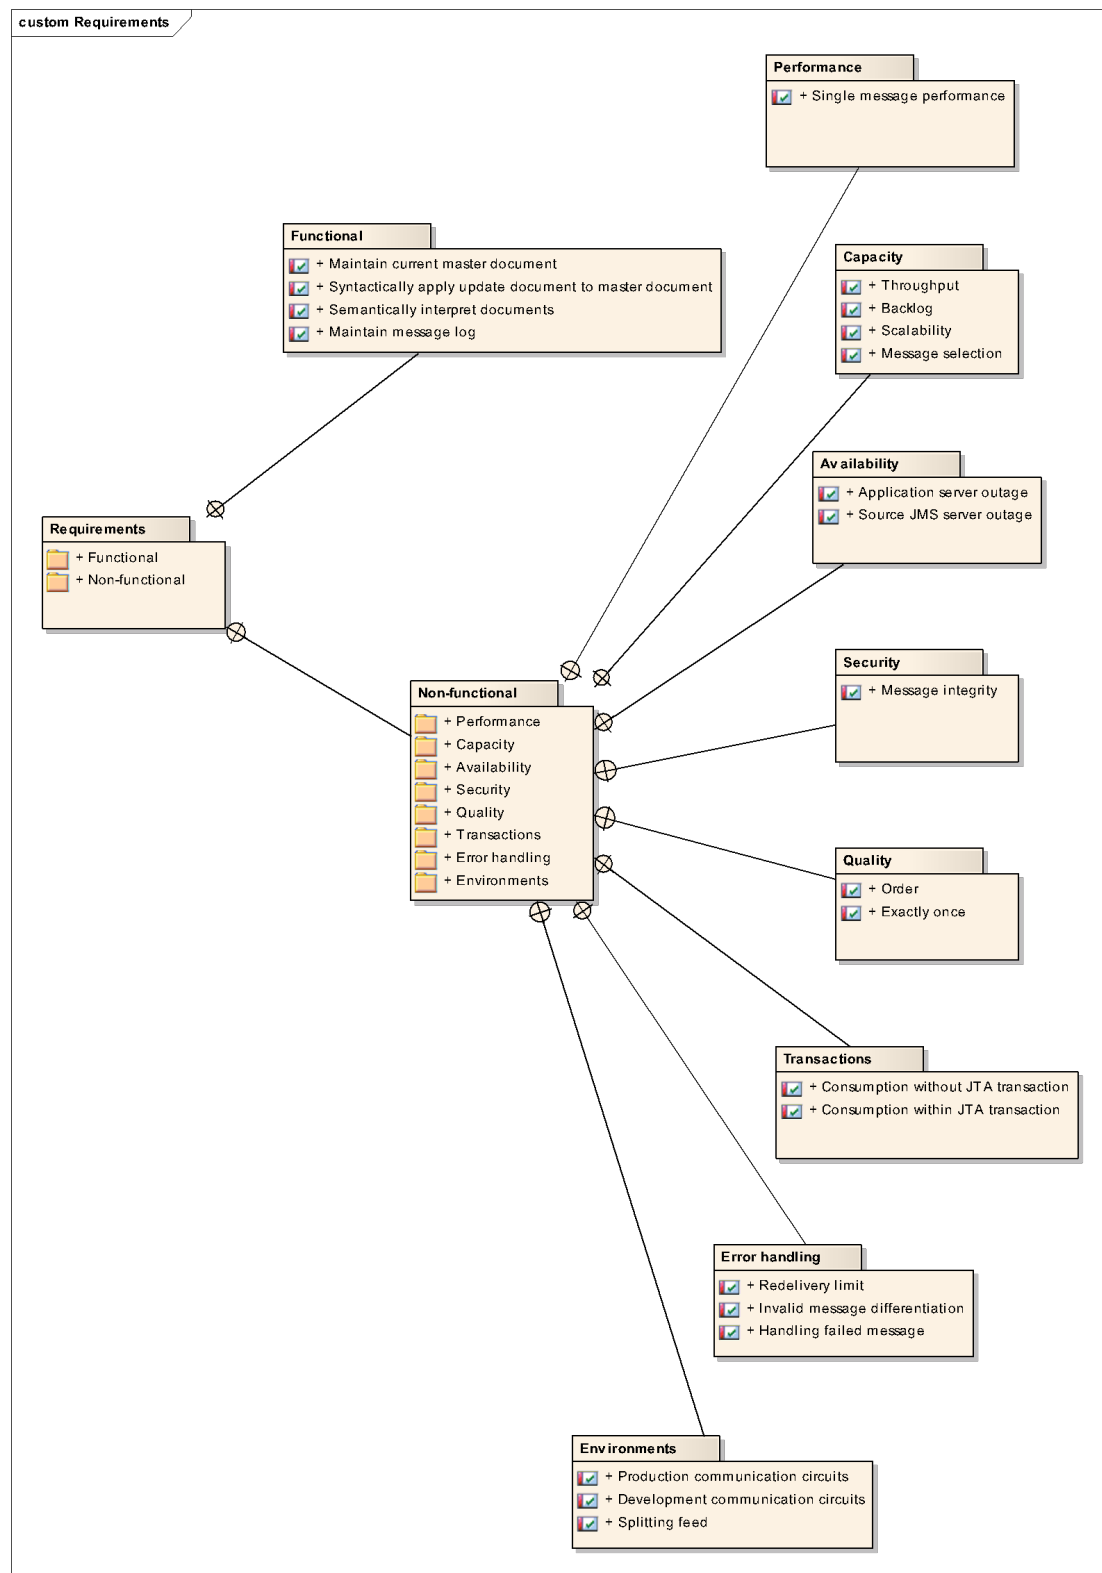 custom Requirements
Performance
+ Single message performance
Functional
+ Maintain current master document
+ Syntactically apply update document to master document
+ Semantically interpret documents
+ Maintain message log
Capacity
+ Throughput
+ Backlog
+ Scalability
+ Message selection
Availability
+ Application server outage
+ Source JMS server outage
Requirements
+ Functional
+ Non-functional
Security
+ Message integrity
Non-functional
+ Performance
+ Capacity
+ Availability
+ Security
+ Quality
+ Transactions
+ Error handling
+ Environments
Quality
+ Order
+ Exactly once
Transactions
+ Consumption without JTA transaction
+ Consumption within JTA transaction
Error handling
+ Redelivery limit
+ Invalid message differentiation
+ Handling failed message
Environments
+ Production communication circuits
+ Development communication circuits
+ Splitting feed